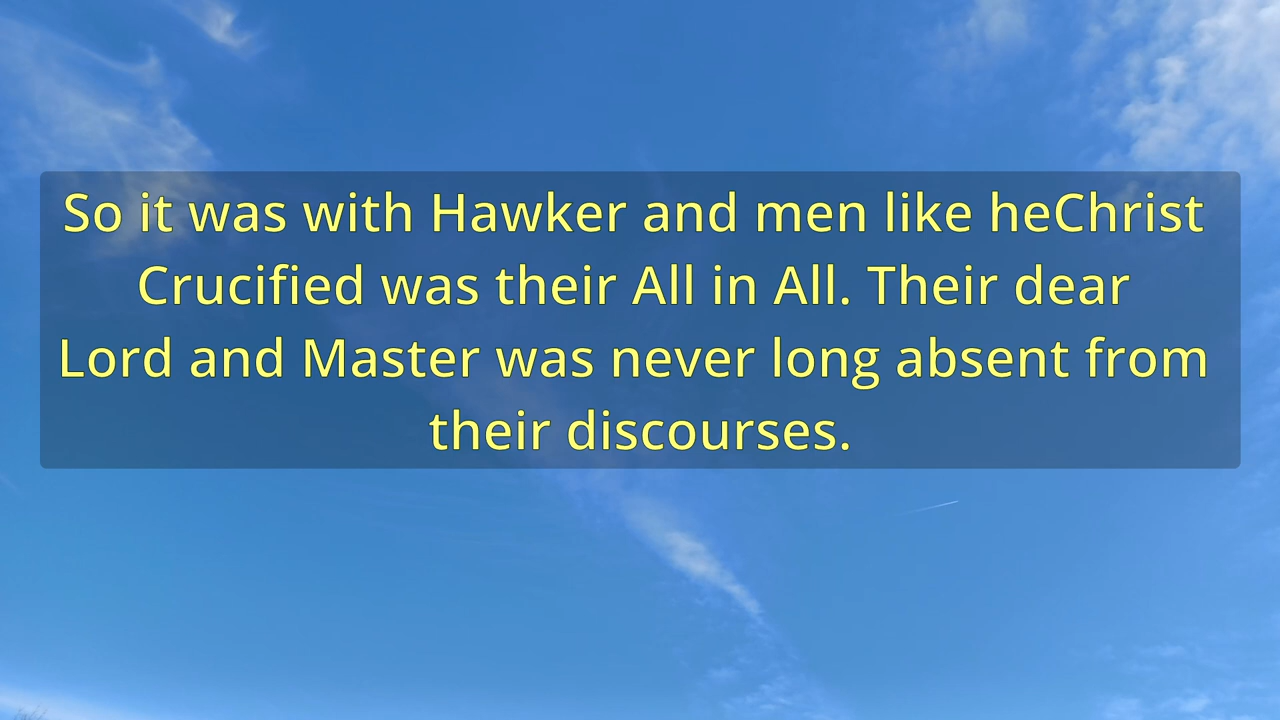 So it was with Hawker and men like heChrist
Crucified was their All in All. Their dear
Lord and Master was never long absent from
their discourses.